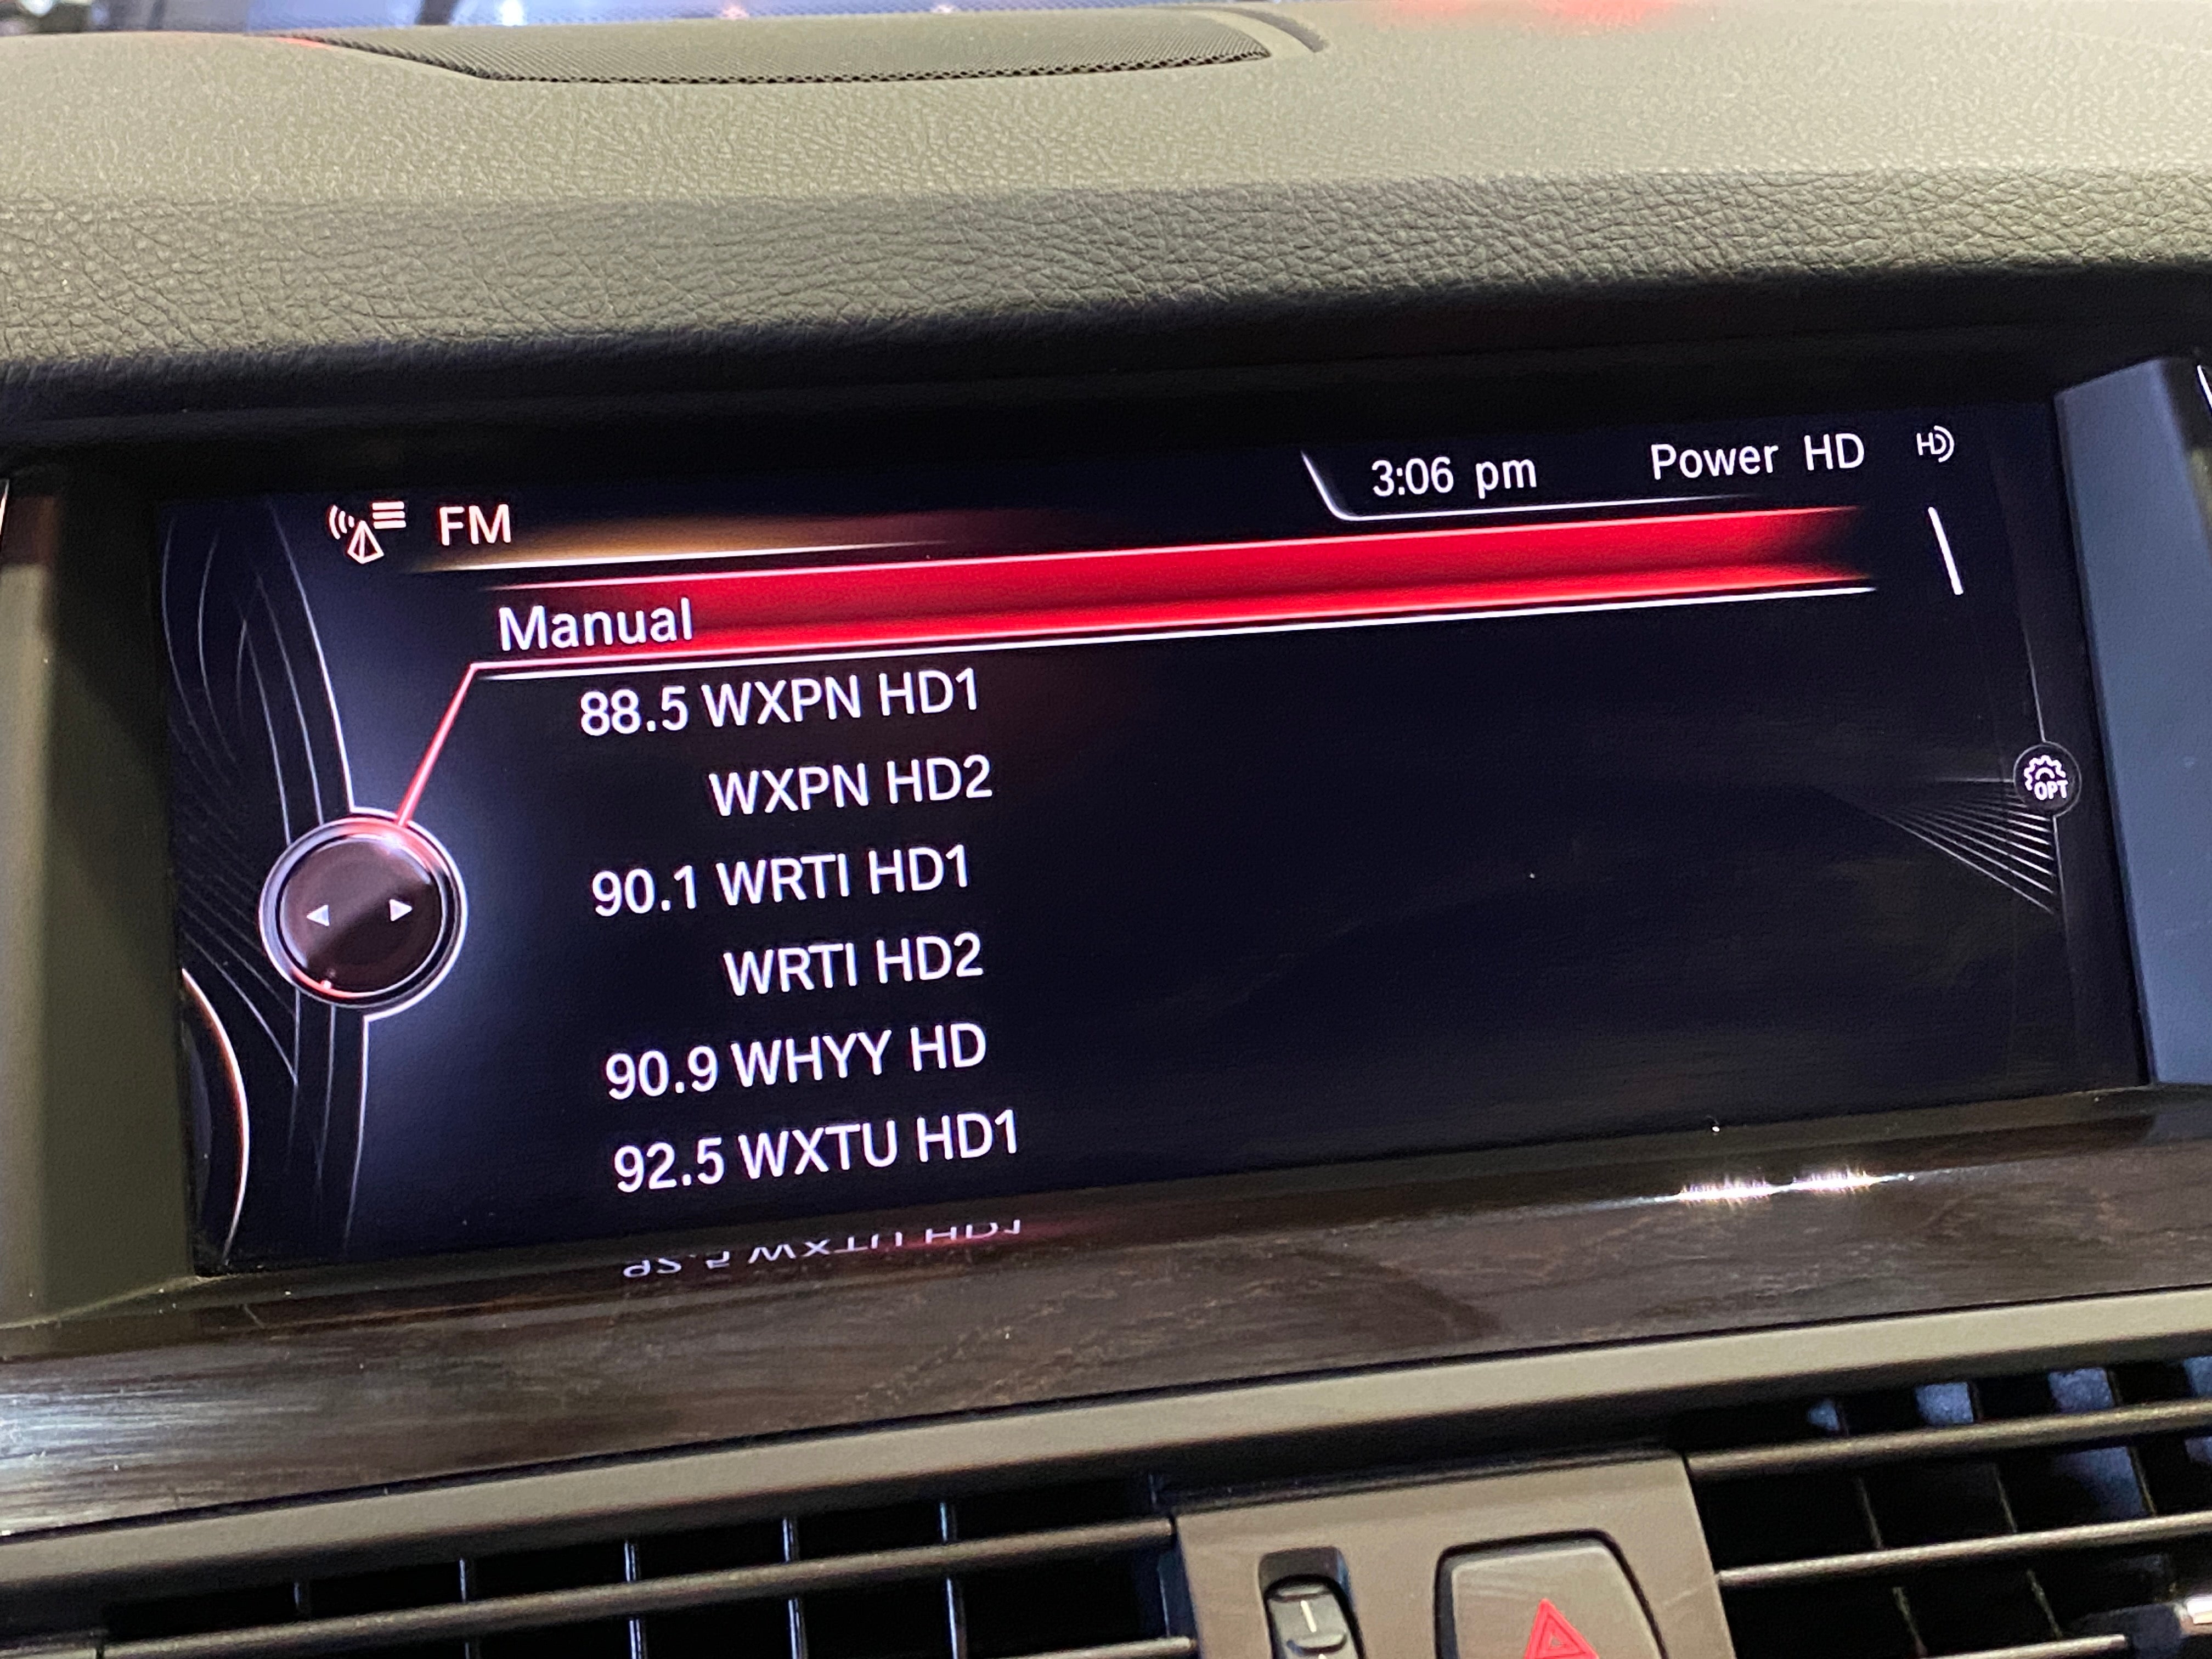 FM
3:06 pm
Power HD HD
Manual
88.5 WXPN HD1
WXPN HD2
90.1 WRTI HD1
WRTI HD2
90.9 WHYY HD
92.5 WXTU HD1
OPT